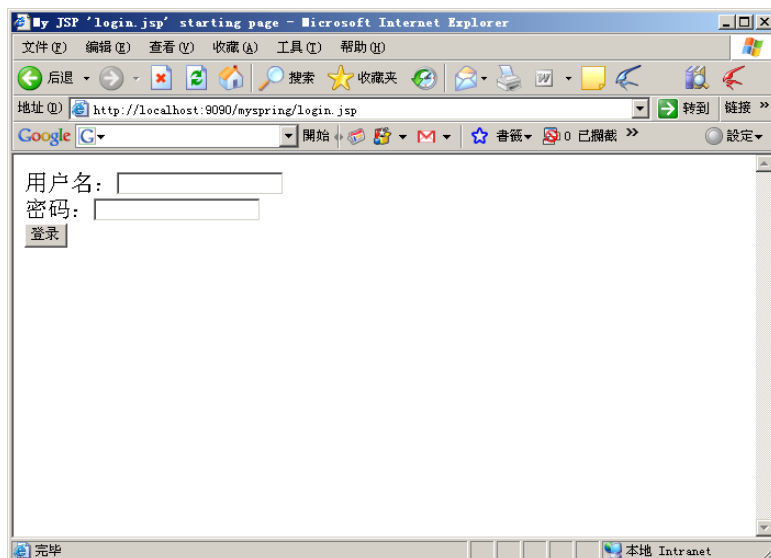 My JSP 'login.jsp' starting page - Microsoft Internet Explorer
文件(F) 编辑(E) 查看(V) 收藏(A) 工具(T) 帮助(H)
后退 搜索 收藏夹
地址(D) http://localhost:9090/myspring/login.jsp 转到 链接 »
Google G 開始 書籤 0 已攔截 » 設定
用户名：
密码：
登录
完毕 本地 Intranet